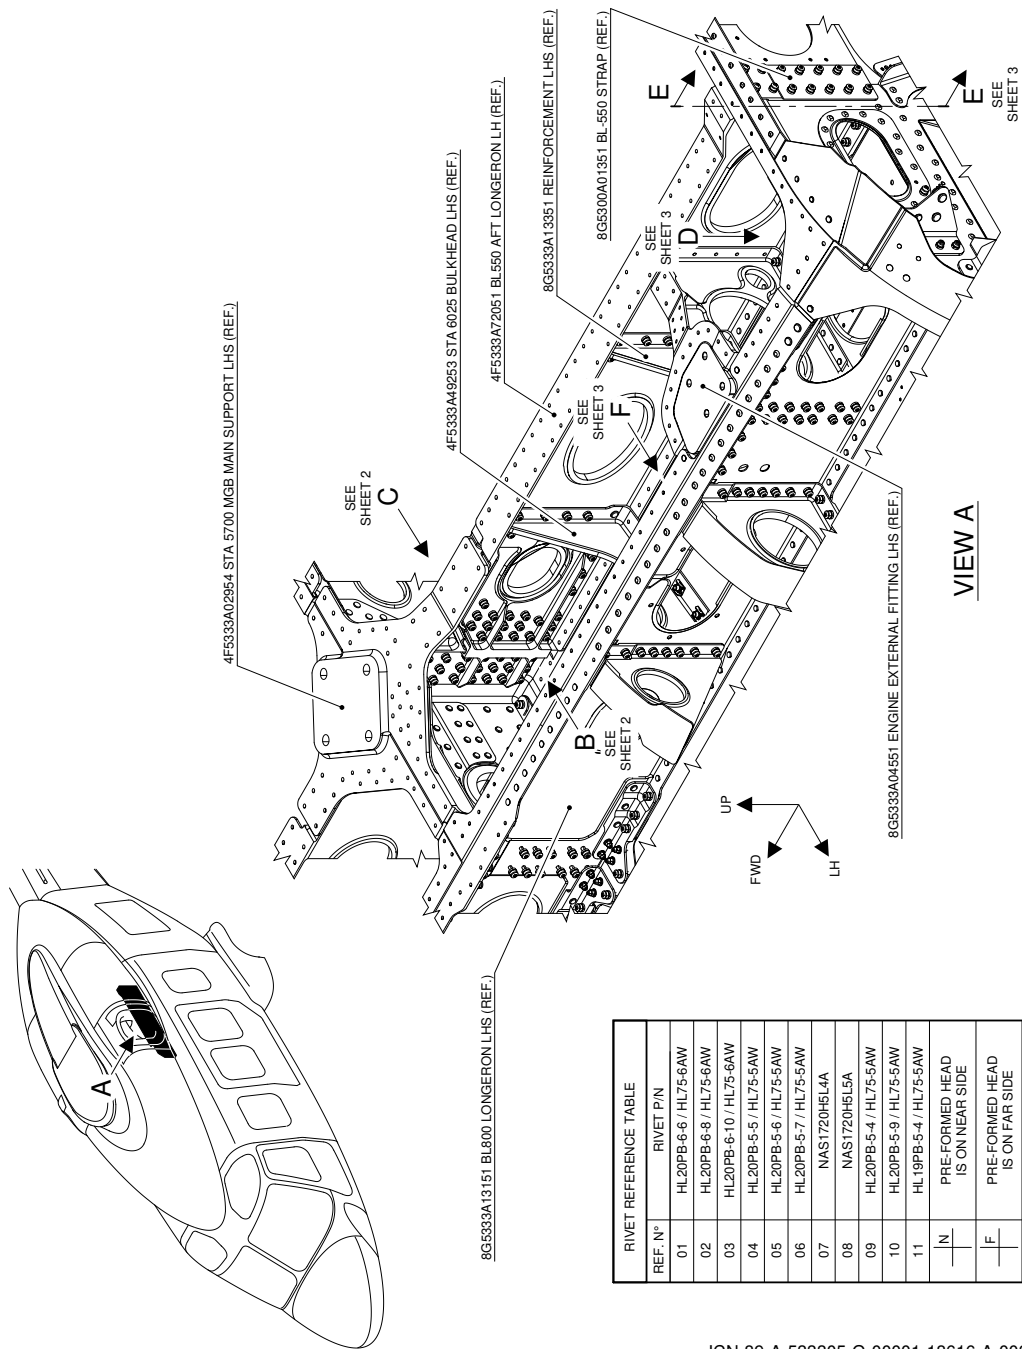 4F5333A02954 STA 5700 MGB MAIN SUPPORT LHS (REF.)
4F5333A49253 STA 6025 BULKHEAD LHS (REF.)
4F5333A72051 BL550 AFT LONGERON LH (REF.)
8G5333A13351 REINFORCEMENT LHS (REF.)
8G5300A01351 BL-550 STRAP (REF.)
SEE
SHEET 2
C
SEE
SHEET 3
F
SEE
SHEET 3
D
E
E
SEE
SHEET 3
B
SEE
SHEET 2
A
8G5333A13151 BL800 LONGERON LHS (REF.)
8G5333A04551 ENGINE EXTERNAL FITTING LHS (REF.)
UP
FWD
LH
VIEW A
RIVET REFERENCE TABLE
REF. N° RIVET P/N
01 HL20PB-6-6 / HL75-6AW
02 HL20PB-6-8 / HL75-6AW
03 HL20PB-6-10 / HL75-6AW
04 HL20PB-5-5 / HL75-5AW
05 HL20PB-5-6 / HL75-5AW
06 HL20PB-5-7 / HL75-5AW
07 NAS1720H5L4A
08 NAS1720H5L5A
09 HL20PB-5-4 / HL75-5AW
10 HL20PB-5-9 / HL75-5AW
11 HL19PB-5-4 / HL75-5AW
N PRE-FORMED HEAD
IS ON NEAR SIDE
F PRE-FORMED HEAD
IS ON FAR SIDE